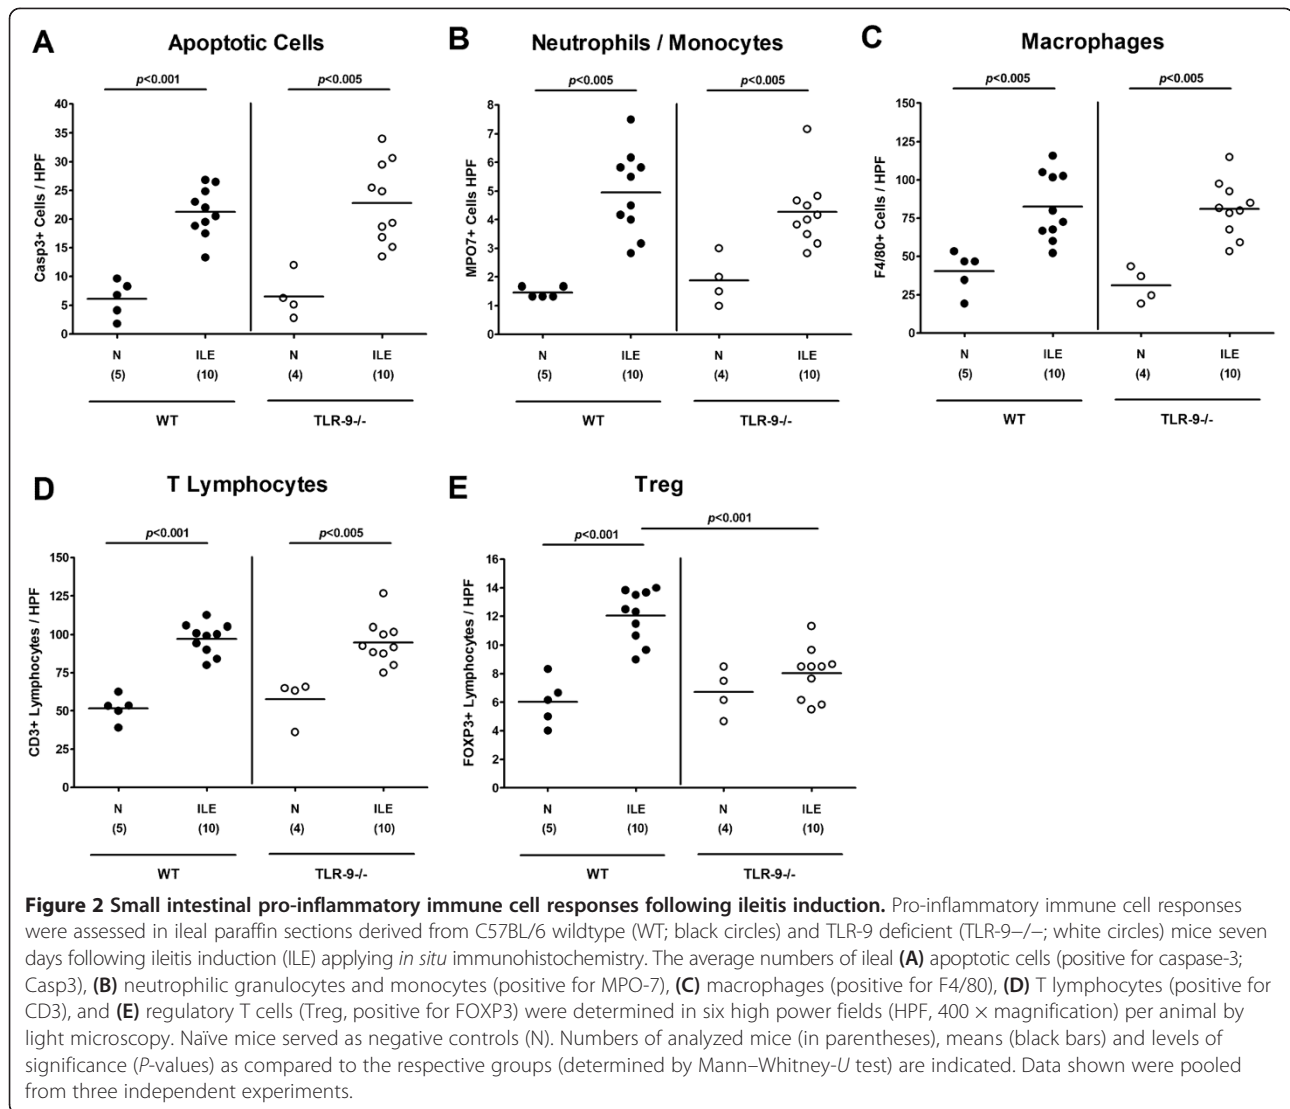 A Apoptotic Cells
p<0.001 p<0.005
Casp3+ Cells / HPF
40
35
30
25
20
15
10
5
0
N ILE N ILE
(5) (10) (4) (10)
WT TLR-9-/-
B Neutrophils / Monocytes
p<0.005 p<0.005
MPO7+ Cells HPF
8
7
6
5
4
3
2
1
0
N ILE N ILE
(5) (10) (4) (10)
WT TLR-9-/-
C Macrophages
p<0.005 p<0.005
F4/80+ Cells / HPF
150
125
100
75
50
25
0
N ILE N ILE
(5) (10) (4) (10)
WT TLR-9-/-
D T Lymphocytes
p<0.001 p<0.005
CD3+ Lymphocytes / HPF
150
125
100
75
50
25
0
N ILE N ILE
(5) (10) (4) (10)
WT TLR-9-/-
E Treg
p<0.001
p<0.001
FOXP3+ Lymphocytes / HPF
16
14
12
10
8
6
4
2
0
N ILE N ILE
(5) (10) (4) (10)
WT TLR-9-/-
Figure 2 Small intestinal pro-inflammatory immune cell responses following ileitis induction. Pro-inflammatory immune cell responses
were assessed in ileal paraffin sections derived from C57BL/6 wildtype (WT; black circles) and TLR-9 deficient (TLR-9−/−; white circles) mice seven
days following ileitis induction (ILE) applying in situ immunohistochemistry. The average numbers of ileal (A) apoptotic cells (positive for caspase-3;
Casp3), (B) neutrophilic granulocytes and monocytes (positive for MPO-7), (C) macrophages (positive for F4/80), (D) T lymphocytes (positive for
CD3), and (E) regulatory T cells (Treg, positive for FOXP3) were determined in six high power fields (HPF, 400 × magnification) per animal by
light microscopy. Naïve mice served as negative controls (N). Numbers of analyzed mice (in parentheses), means (black bars) and levels of
significance (P-values) as compared to the respective groups (determined by Mann–Whitney-U test) are indicated. Data shown were pooled
from three independent experiments.